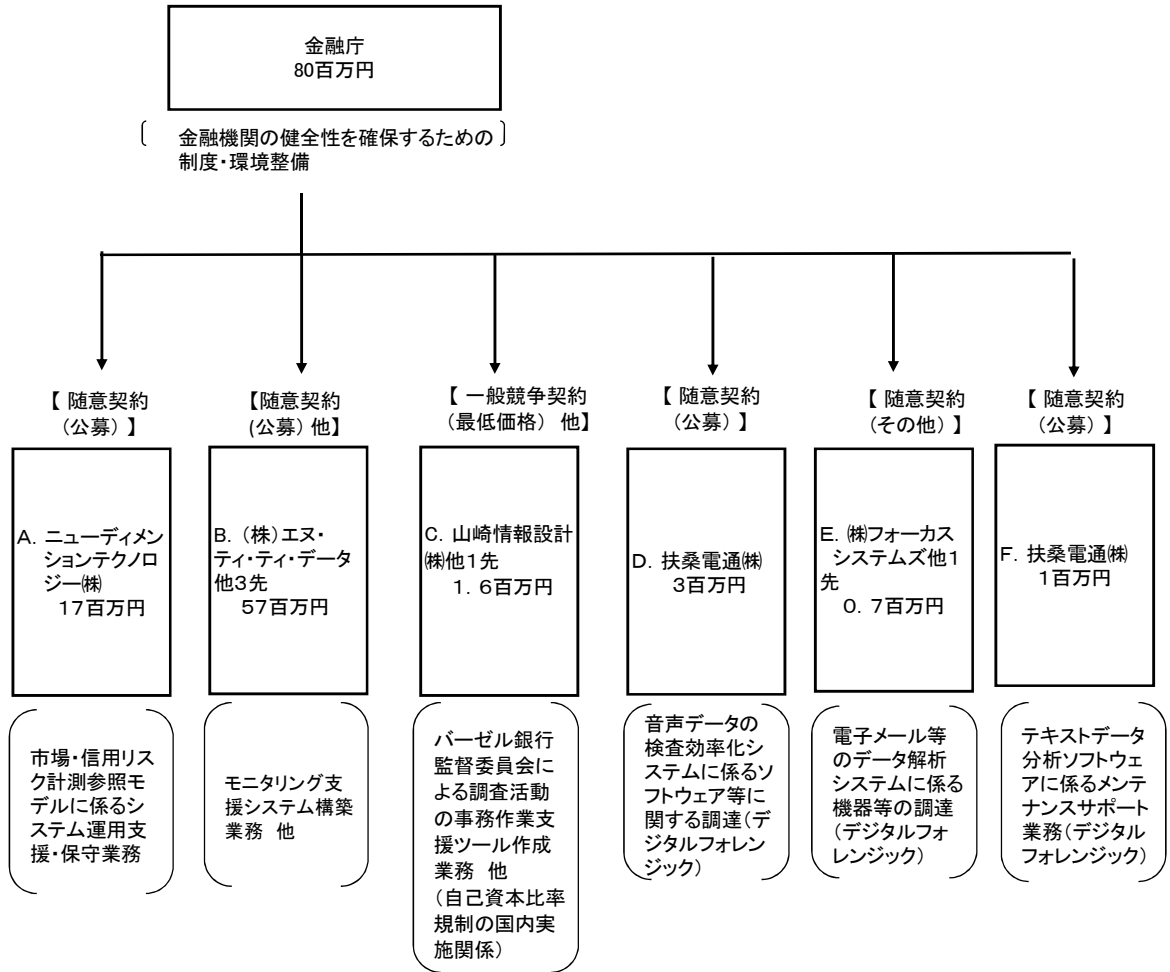 金融庁
80百万円
金融機関の健全性を確保するための
制度・環境整備
【 随意契約
（公募）】
A．ニューディメン
ションテクノロ
ジー㈱
17百万円
市場・信用リス
ク計測参照モ
デルに係るシ
ステム運用支
援・保守業務
【随意契約
(公募) 他】
B．（株）エヌ・
ティ・ティ・データ
他3先
57百万円
モニタリング支
援システム構築
業務 他
【 一般競争契約
（最低価格） 他】
C．山崎情報設計
㈱他1先
1．6百万円
バーゼル銀行
監督委員会に
よる調査活動
の事務作業支
援ツール作成
業務 他
（自己資本比率
規制の国内実
施関係）
【 随意契約
（公募）】
D．扶桑電通㈱
3百万円
音声データの
検査効率化シ
ステムに係るソ
フトウェア等に
関する調達（デ
ジタルフォレン
ジック）
【 随意契約
（その他）】
E．㈱フォーカス
システムズ他1
先
0．7百万円
電子メール等
のデータ解析
システムに係る
機器等の調達
（デジタルフォ
レンジック）
【 随意契約
（公募）】
F．扶桑電通㈱
1百万円
テキストデータ
分析ソフトウェ
アに係るメンテ
ナンスサポート
業務（デジタル
フォレンジック）